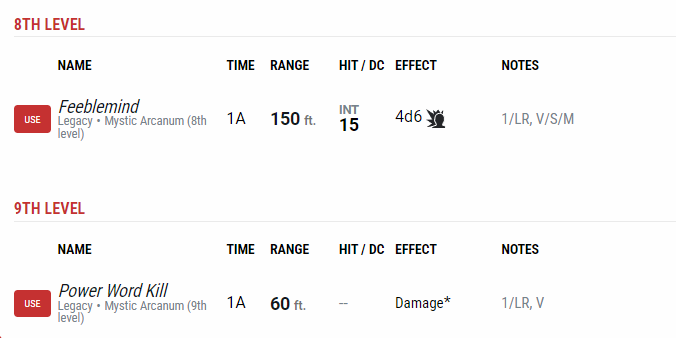 8TH LEVEL
NAME TIME RANGE HIT / DC EFFECT NOTES
Feeblemind
USE Legacy • Mystic Arcanum (8th level) 1A 150 ft. INT 15 4d6 1/LR, V/S/M
9TH LEVEL
NAME TIME RANGE HIT / DC EFFECT NOTES
Power Word Kill
USE Legacy • Mystic Arcanum (9th level) 1A 60 ft. -- Damage* 1/LR, V